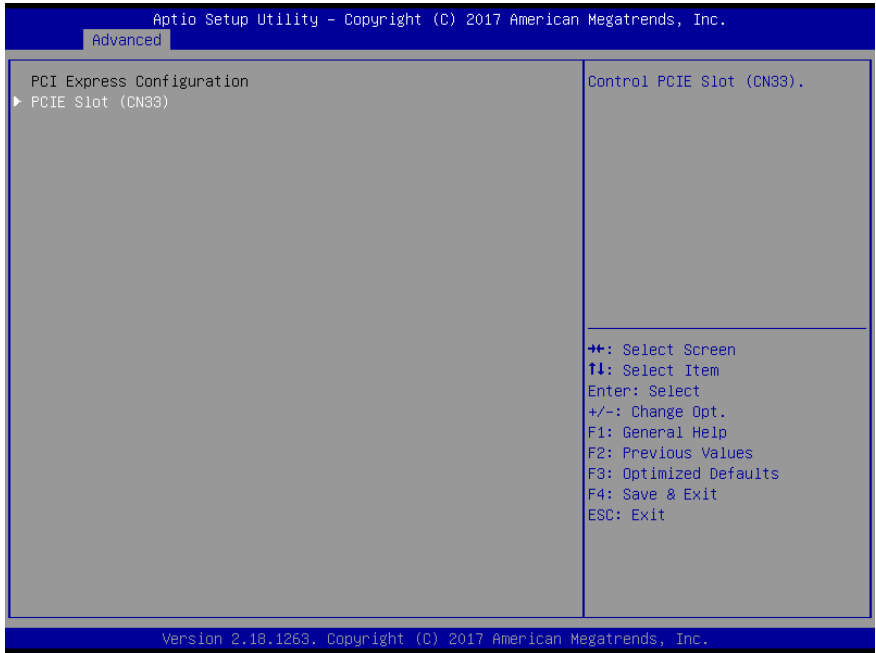 Aptio Setup Utility – Copyright (C) 2017 American Megatrends, Inc.
Advanced
PCI Express Configuration
PCIE Slot (CN33)
Control PCIE Slot (CN33).
→←: Select Screen
↑↓: Select Item
Enter: Select
+/-: Change Opt.
F1: General Help
F2: Previous Values
F3: Optimized Defaults
F4: Save & Exit
ESC: Exit
Version 2.18.1263. Copyright (C) 2017 American Megatrends, Inc.